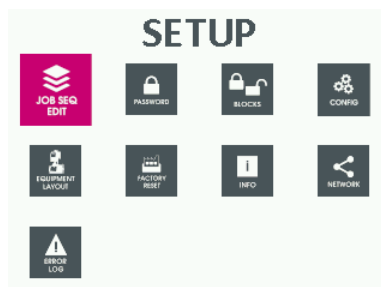 SETUP
JOB SEQ
EDIT
PASSWORD
BLOCKS
CONFIG
EQUIPMENT
LAYOUT
FACTORY
RESET
i
INFO
NETWORK
ERROR
LOG